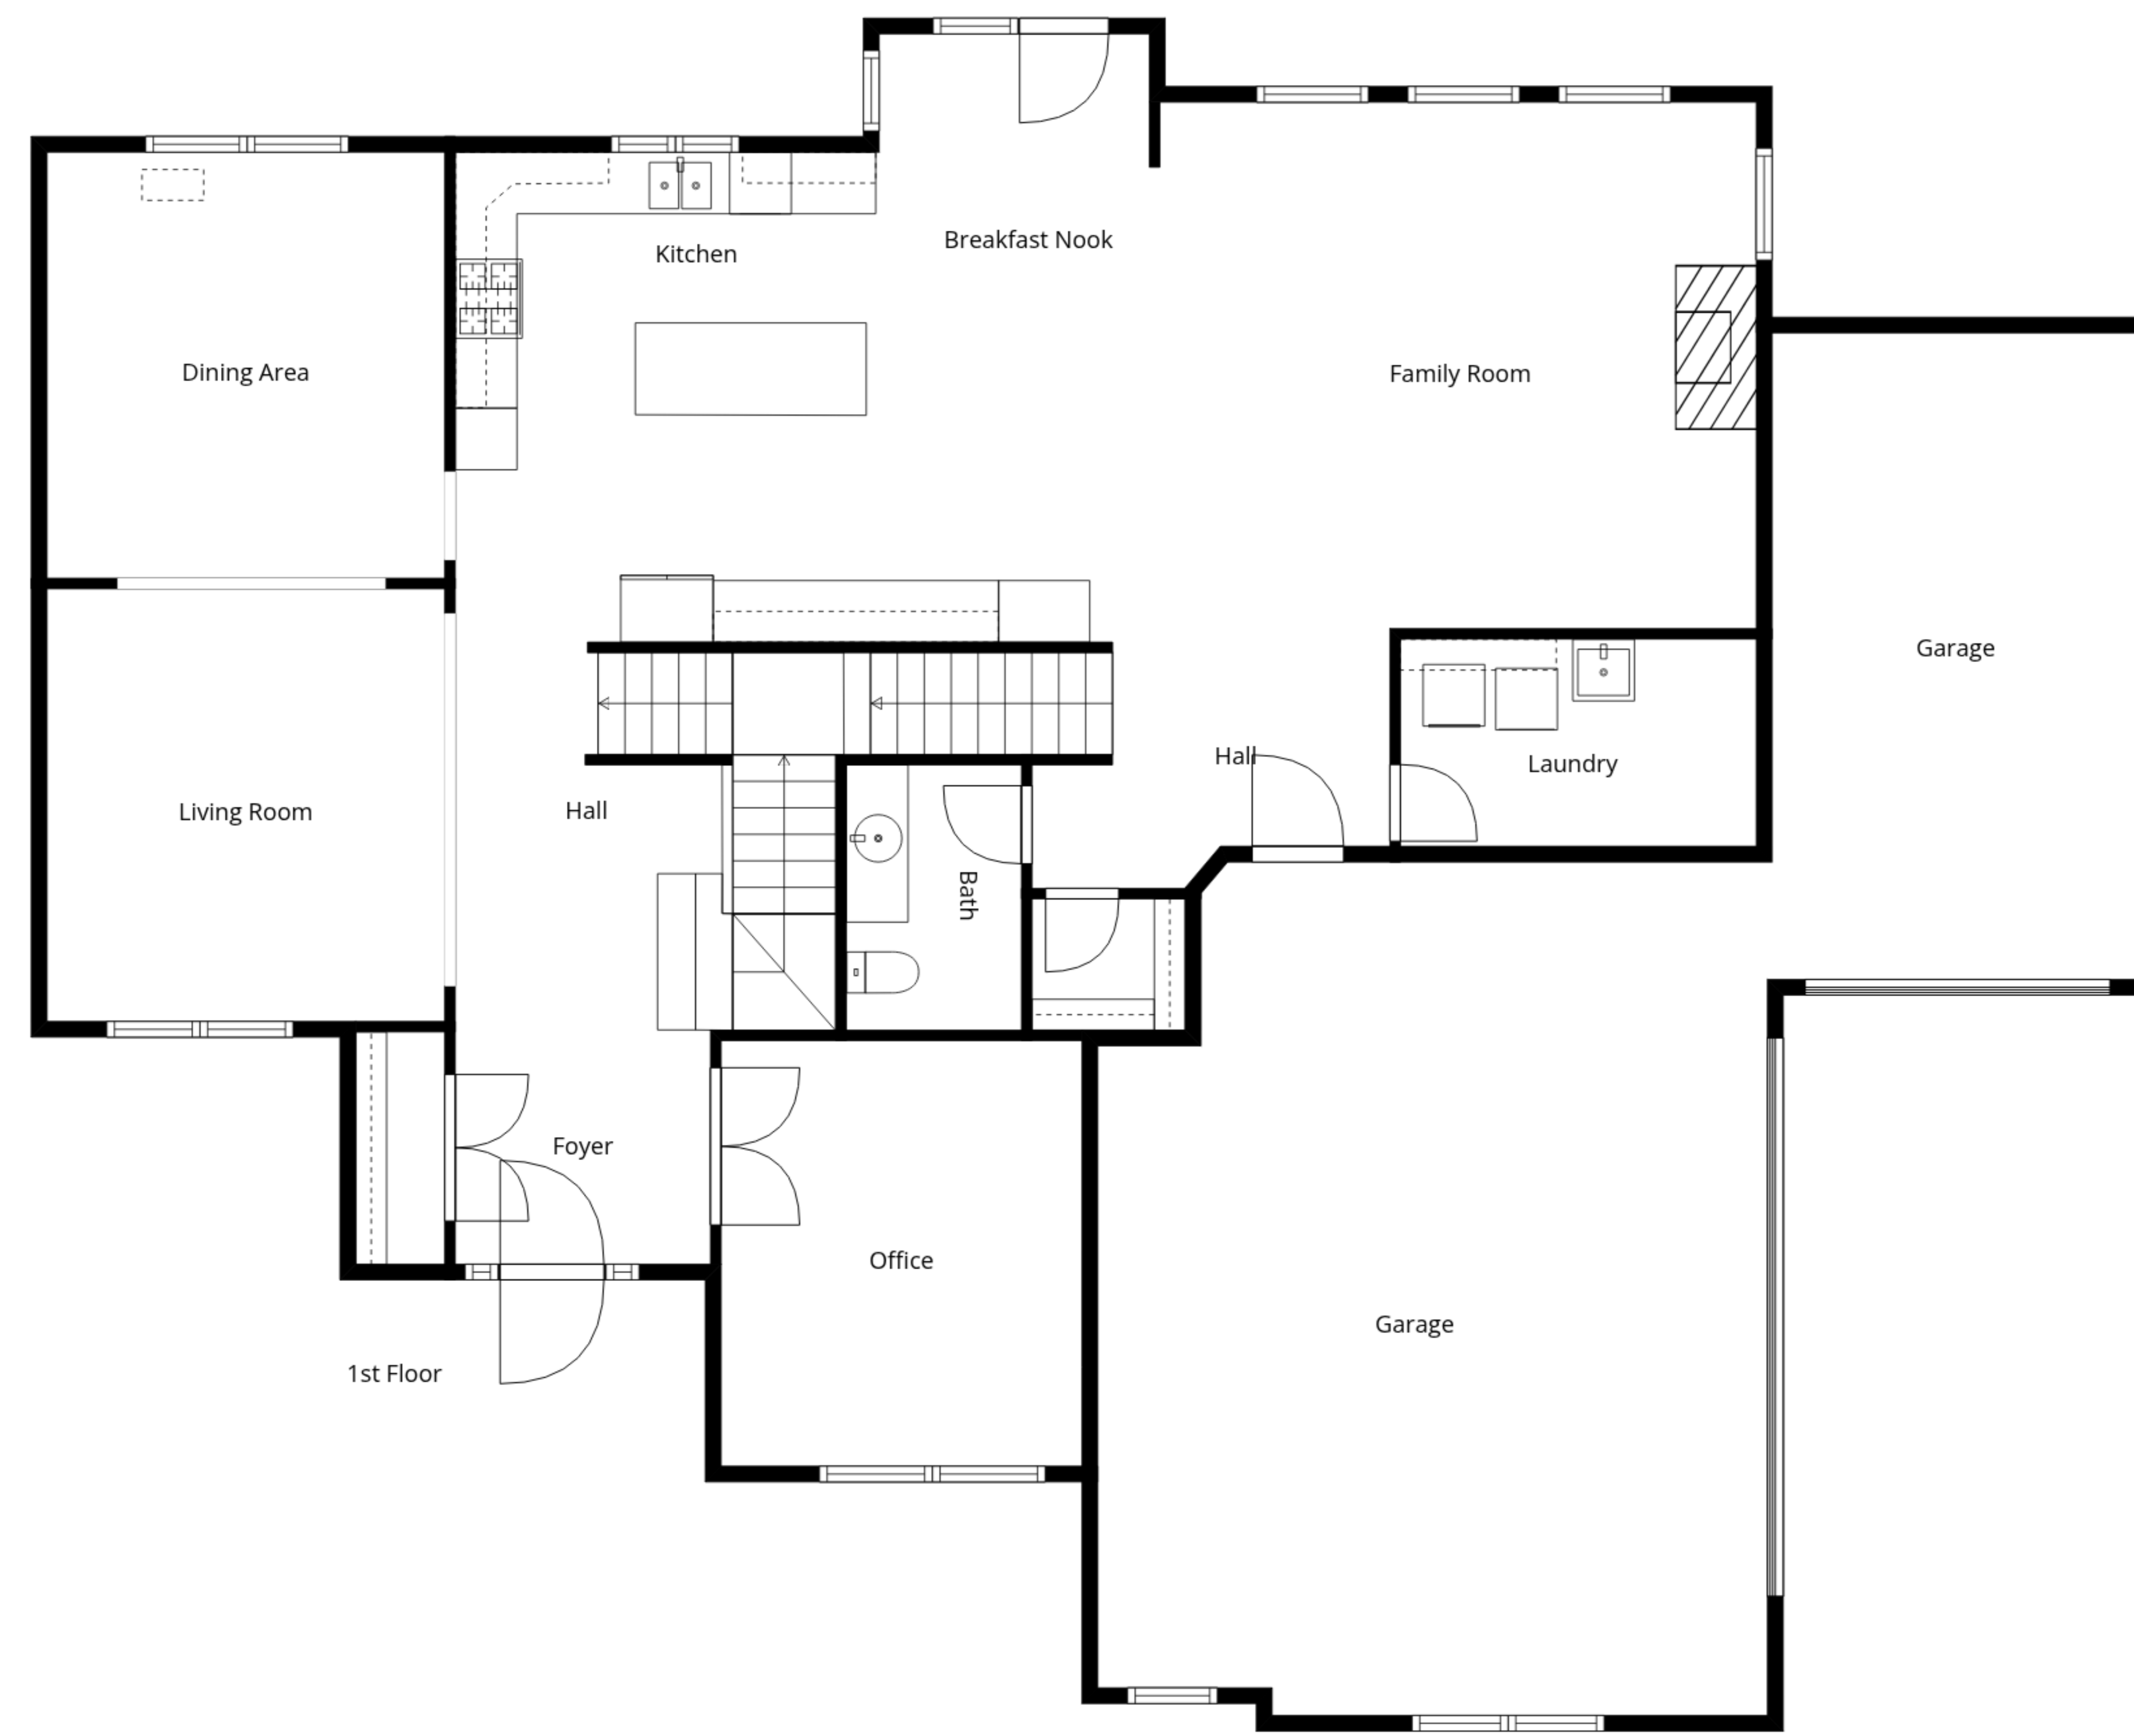 Breakfast Nook
Kitchen
Dining Area
Family Room
Garage
Hall
Laundry
Living Room
Hall
Bath
Foyer
Office
Garage
1st Floor